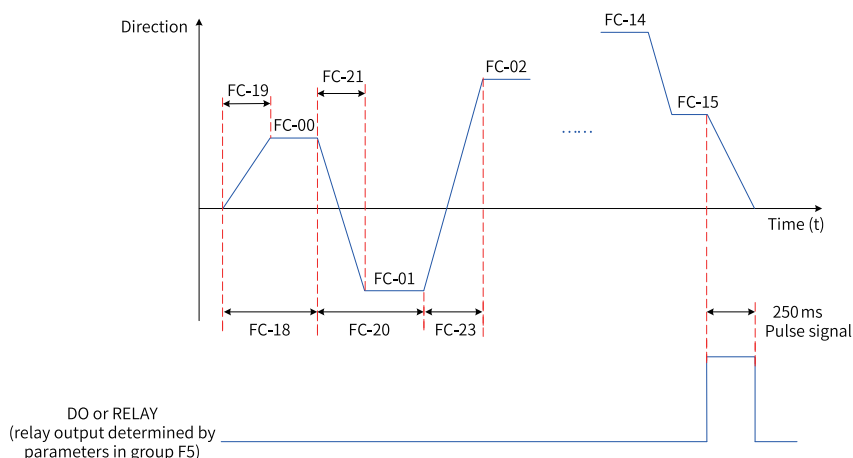 Direction
FC-14
FC-02
FC-21
FC-19
FC-15
FC-00
......
Time (t)
FC-01
250 ms
Pulse signal
FC-18
FC-20
FC-23
DO or RELAY
(relay output determined by
parameters in group F5)